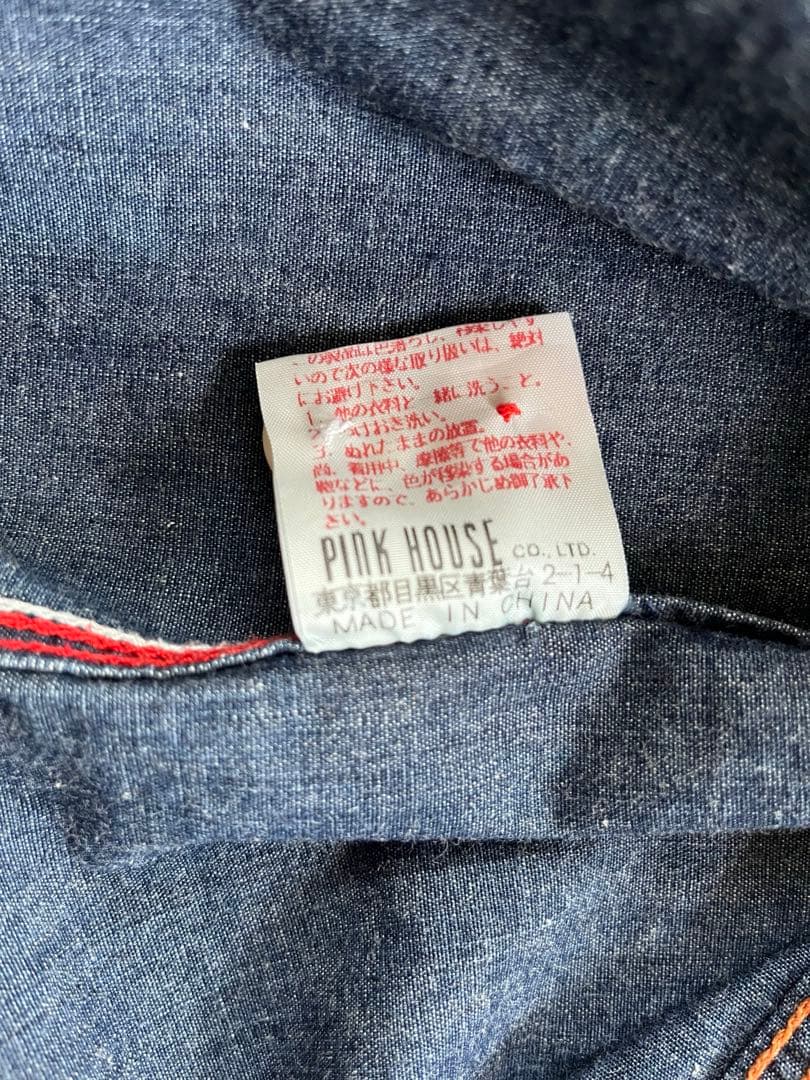 の製品は色落ちし、移染しやす
いので次の様な取り扱いは、絶対
にお避け下さい。
1、他の衣料と 緒に洗う と。
け おき洗い。
ぬれたままの放置。
尚、着用中、摩擦等で他の衣料や、
鞄などに、色が移染する場合があ
りますので、あらかじめ御了承下
さい。
PINK HOUSE CO., LTD.
東京都目黒区青葉台2-1-4
MADE IN CHINA